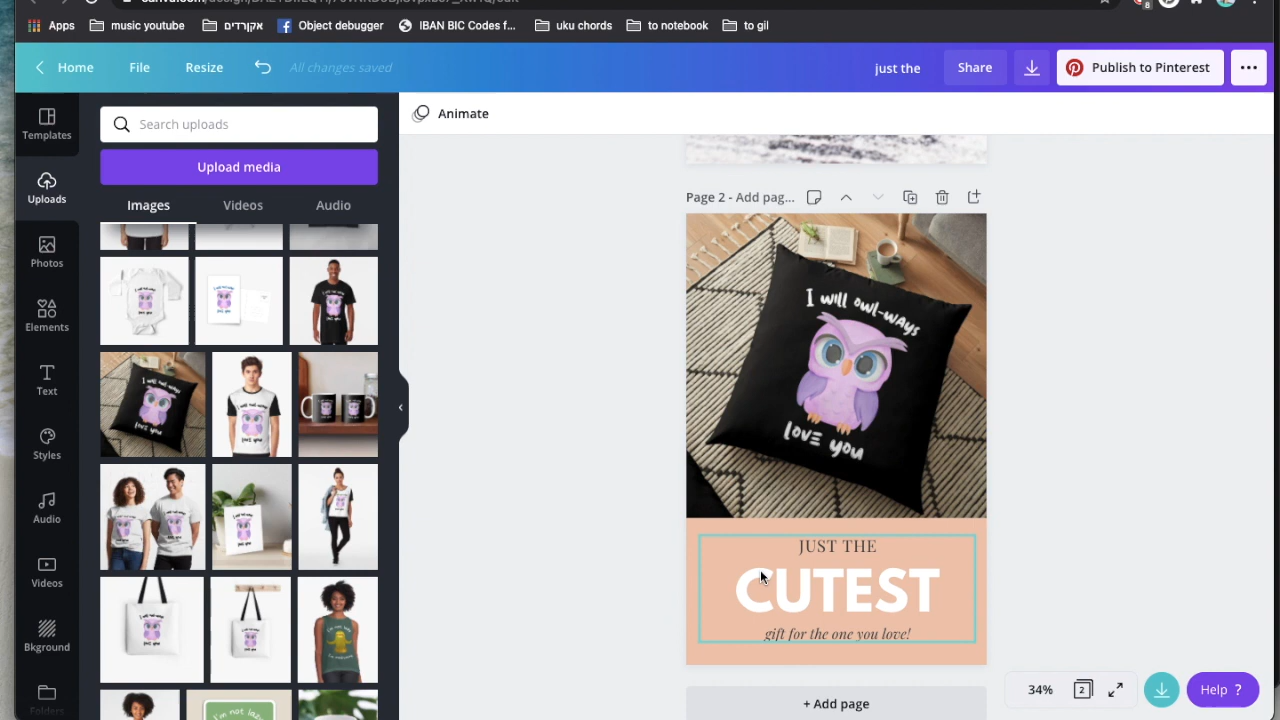 Apps
music youtube
אקורדים
Object debugger
IBAN BIC Codes f...
uku chords
to notebook
to gil
8
Home
File
Resize
All changes saved
just the
Share
Publish to Pinterest
Templates
Uploads
Photos
Elements
Text
Styles
Audio
Videos
Bkground
Folders
Search uploads
Upload media
Images
Videos
Audio
Animate
Page 2 - Add pag...
I will owl-ways
love you
JUST THE
CUTEST
gift for the one you love!
+ Add page
34%
2
Help ?